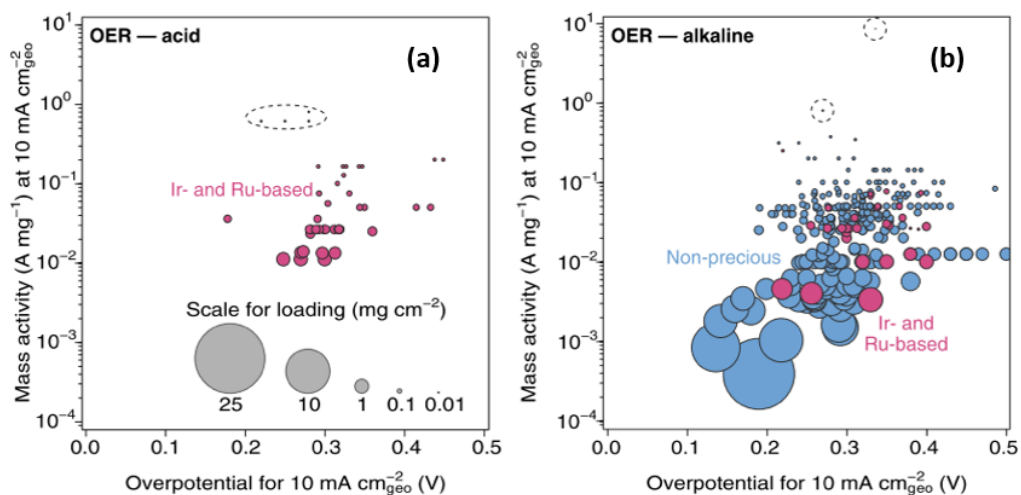 OER — acid
(a)
Mass activity (A mg⁻¹) at 10 mA cm⁻²geo
10¹
10⁰
10⁻¹
10⁻²
10⁻³
10⁻⁴
Ir- and Ru-based
Scale for loading (mg cm⁻²)
25 10 1 0.1 0.01
0.0 0.1 0.2 0.3 0.4 0.5
Overpotential for 10 mA cm⁻²geo (V)
OER — alkaline
(b)
Mass activity (A mg⁻¹) at 10 mA cm⁻²geo
10¹
10⁰
10⁻¹
10⁻²
10⁻³
10⁻⁴
Non-precious
Ir- and
Ru-based
0.0 0.1 0.2 0.3 0.4 0.5
Overpotential for 10 mA cm⁻²geo (V)